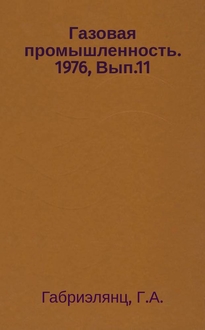 Газовая
промышленность.
1976, Вып.11
Габриэлянц, Г.А.